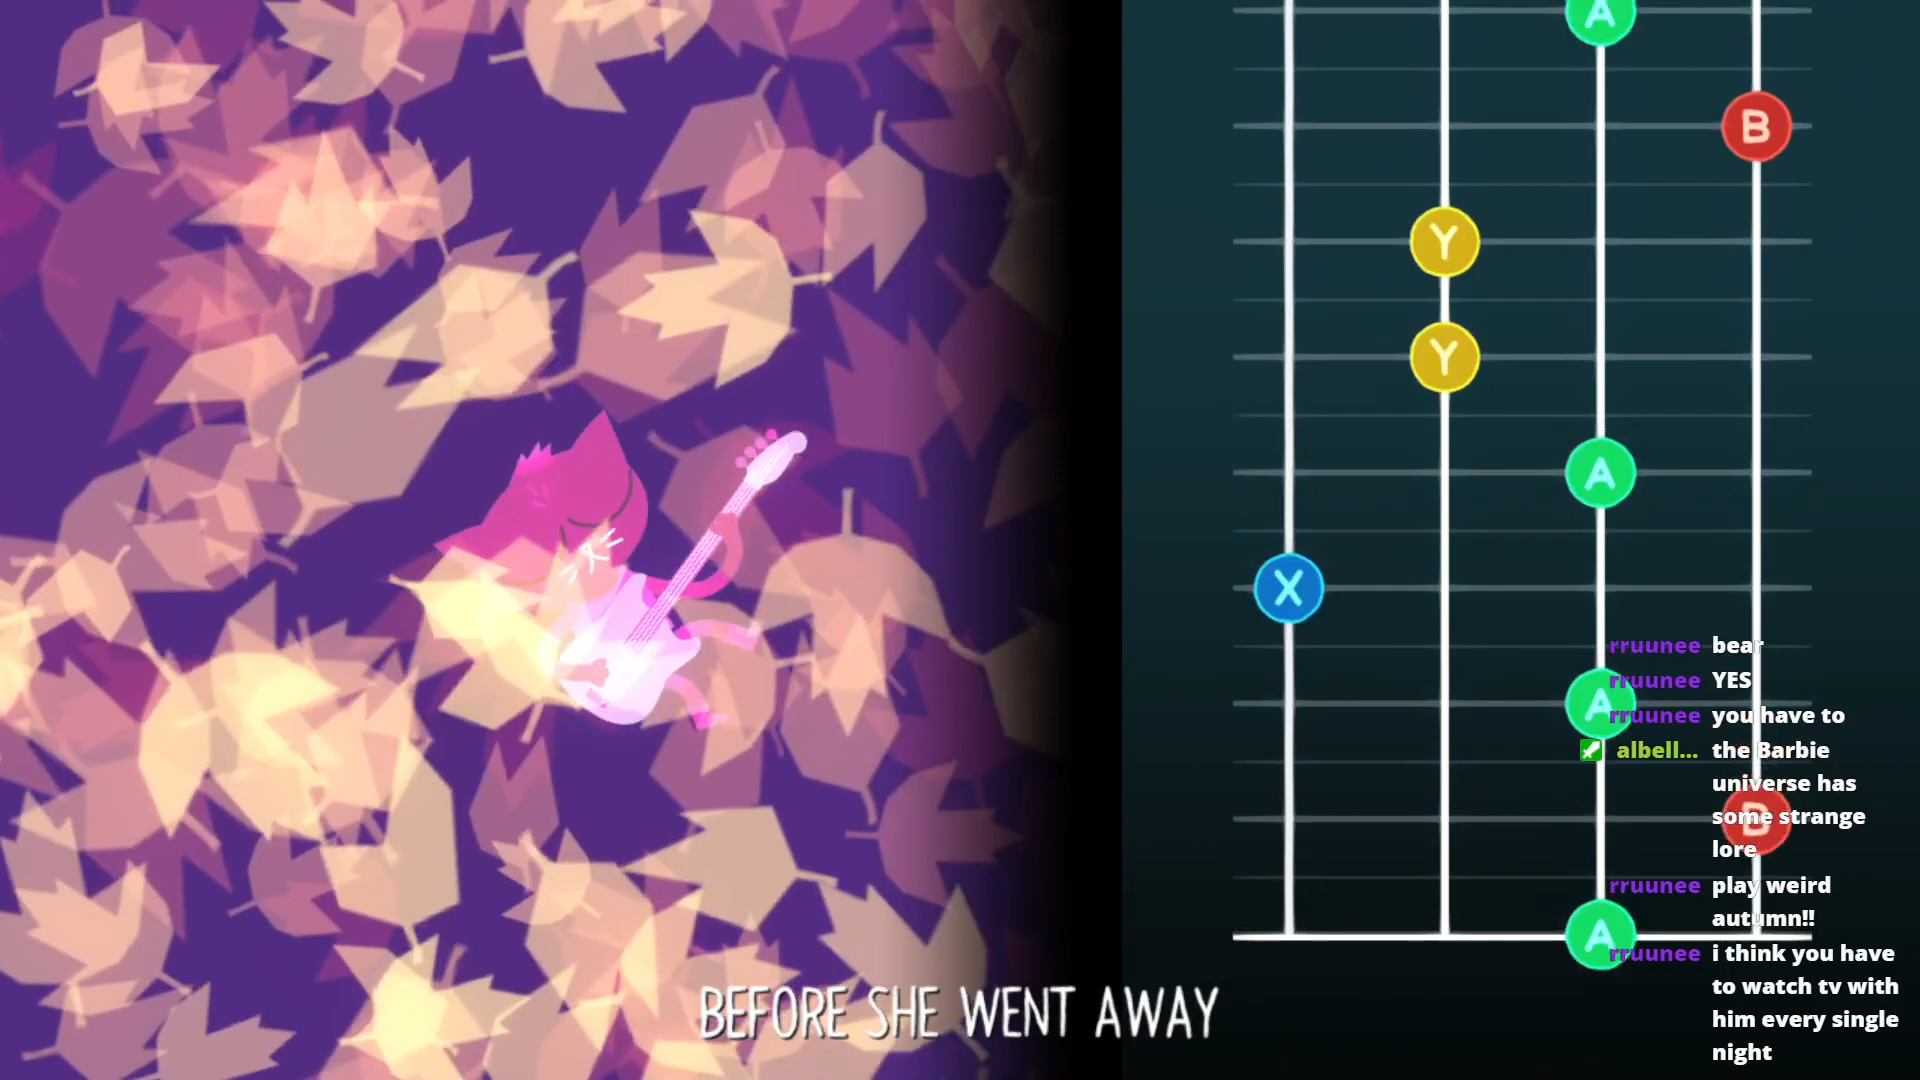 A
B
Y
Y
A
X
rruunee bear
rruunee YES
A
rruunee you have to
albell... the Barbie
universe has
B
some strange
lore
rruunee play weird
autumn!!
A
rruunee i think you have
to watch tv with
him every single
night
BEFORE SHE WENT AWAY